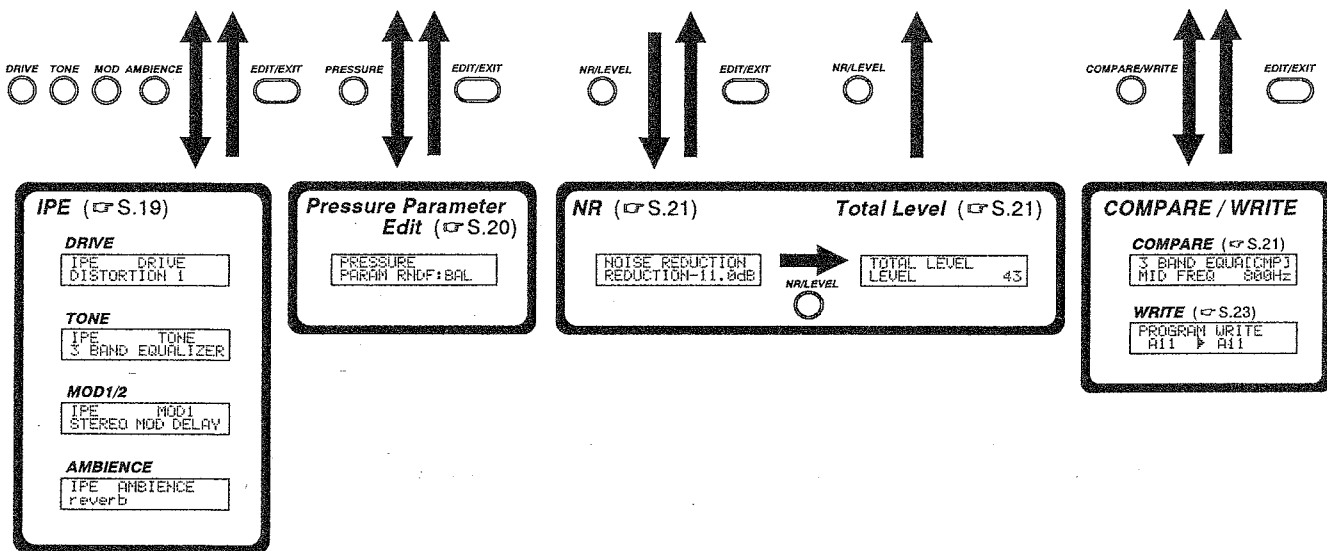 DRIVE TONE MOD AMBIENCE EDIT/EXIT PRESSURE EDIT/EXIT NR/LEVEL EDIT/EXIT NR/LEVEL COMPARE/WRITE EDIT/EXIT
IPE (☞ S.19)
DRIVE
IPE DRIVE
DISTORTION 1
TONE
IPE TONE
3 BAND EQUALIZER
MOD1/2
IPE MOD1
STEREO MOD DELAY
AMBIENCE
IPE AMBIENCE
reverb
Pressure Parameter
Edit (☞ S.20)
PRESSURE
PARAM RNDF:BAL
NR (☞ S.21)
NOISE REDUCTION
REDUCTION-11.0dB
NR/LEVEL
Total Level (☞ S.21)
TOTAL LEVEL
LEVEL 43
COMPARE / WRITE
COMPARE (☞ S.21)
3 BAND EQUA[CMP]
MID FREQ 800Hz
WRITE (☞ S.23)
PROGRAM WRITE
A11 ▶ A11